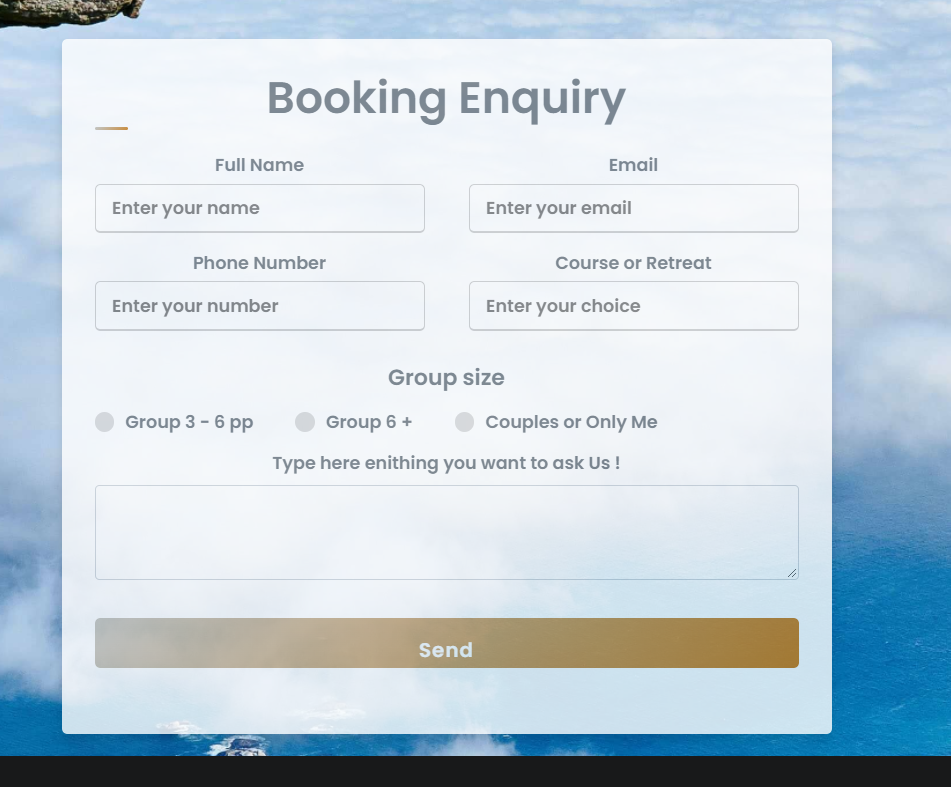 Booking Enquiry
Full Name
Email
Enter your name
Enter your email
Phone Number
Course or Retreat
Enter your number
Enter your choice
Group size
Group 3 - 6 pp
Group 6 +
Couples or Only Me
Type here enithing you want to ask Us !
Send